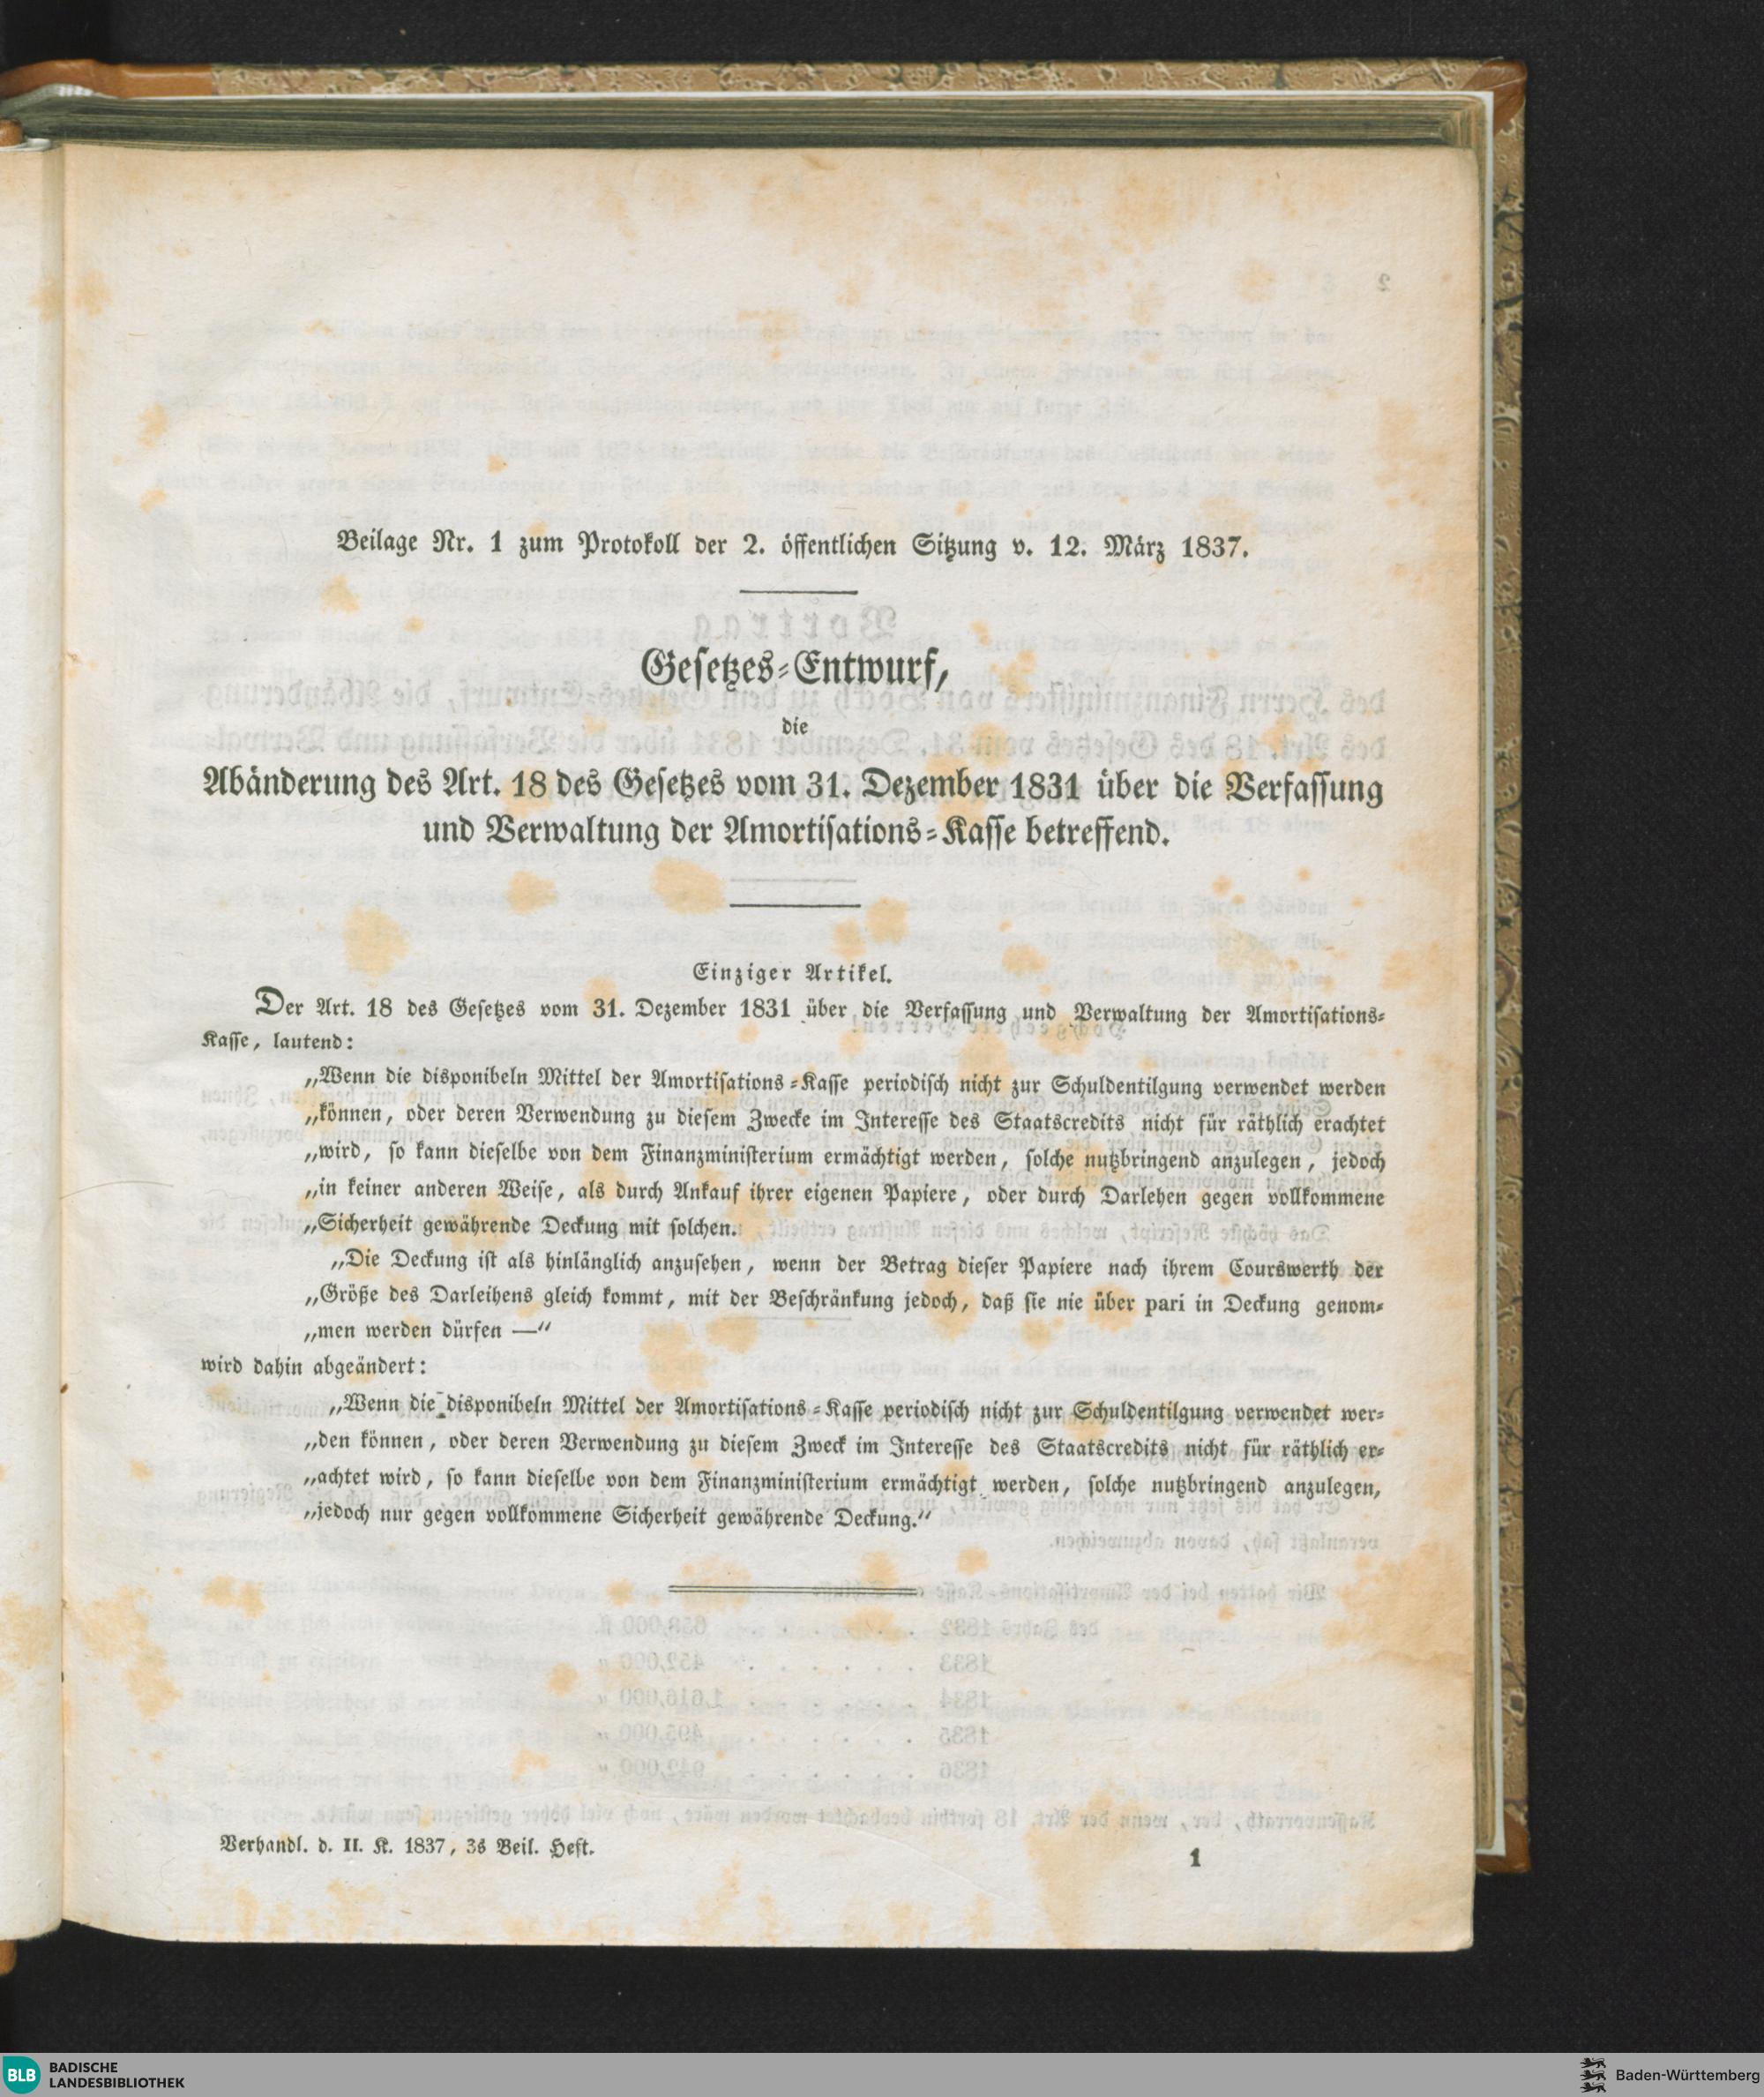 Beilage Nr. 1 zum Protokoll der 2. öffentlichen Sitzung v. 12. März 1837.
Gesetzes-Entwurf,
die
Abänderung des Art. 18 des Gesetzes vom 31. Dezember 1831 über die Verfassung
und Verwaltung der Amortisations-Kasse betreffend.
Einziger Artikel.
Der Art. 18 des Gesetzes vom 31. Dezember 1831 über die Verfassung und Verwaltung der Amortisations-
Kasse, lautend:
„Wenn die disponibeln Mittel der Amortisations-Kasse periodisch nicht zur Schuldentilgung verwendet werden
„können, oder deren Verwendung zu diesem Zwecke im Interesse des Staatscredits nicht für räthlich erachtet
„wird, so kann dieselbe von dem Finanzministerium ermächtigt werden, solche nutzbringend anzulegen, jedoch
„in keiner anderen Weise, als durch Ankauf ihrer eigenen Papiere, oder durch Darlehen gegen vollkommene
„Sicherheit gewährende Deckung mit solchen.
„Die Deckung ist als hinlänglich anzusehen, wenn der Betrag dieser Papiere nach ihrem Courswerth der
„Größe des Darleihens gleich kommt, mit der Beschränkung jedoch, daß sie nie über pari in Deckung genom-
„men werden dürfen —“
wird dahin abgeändert:
„Wenn die disponibeln Mittel der Amortisations-Kasse periodisch nicht zur Schuldentilgung verwendet wer-
„den können, oder deren Verwendung zu diesem Zweck im Interesse des Staatscredits nicht für räthlich er-
„achtet wird, so kann dieselbe von dem Finanzministerium ermächtigt werden, solche nutzbringend anzulegen,
„jedoch nur gegen vollkommene Sicherheit gewährende Deckung.“
Verhandl. d. II. K. 1837, 3s Beil. Heft.
1
BLB BADISCHE
LANDESBIBLIOTHEK
Baden-Württemberg